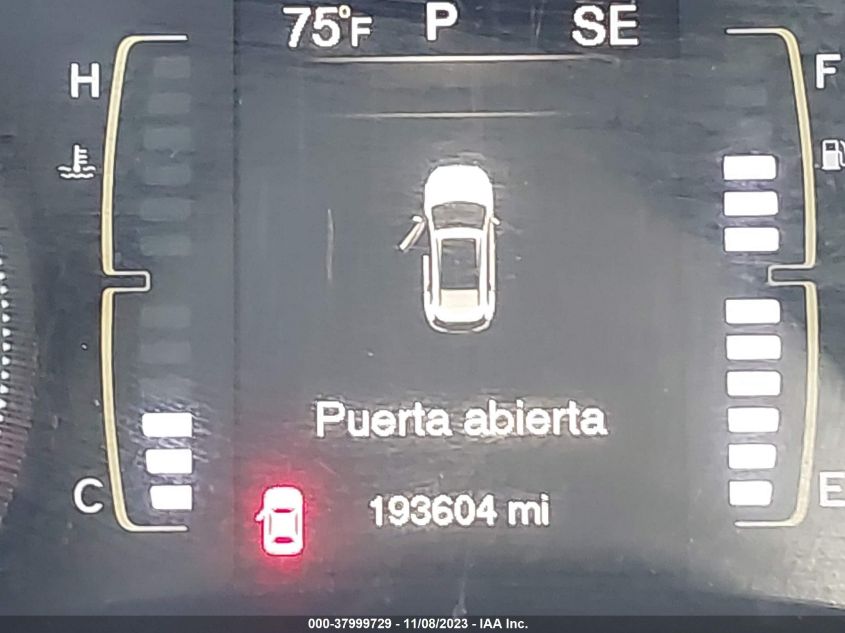 75°F P SE
H
F
Puerta abierta
C
E
193604 mi
000-37999729 - 11/08/2023 - IAA Inc.